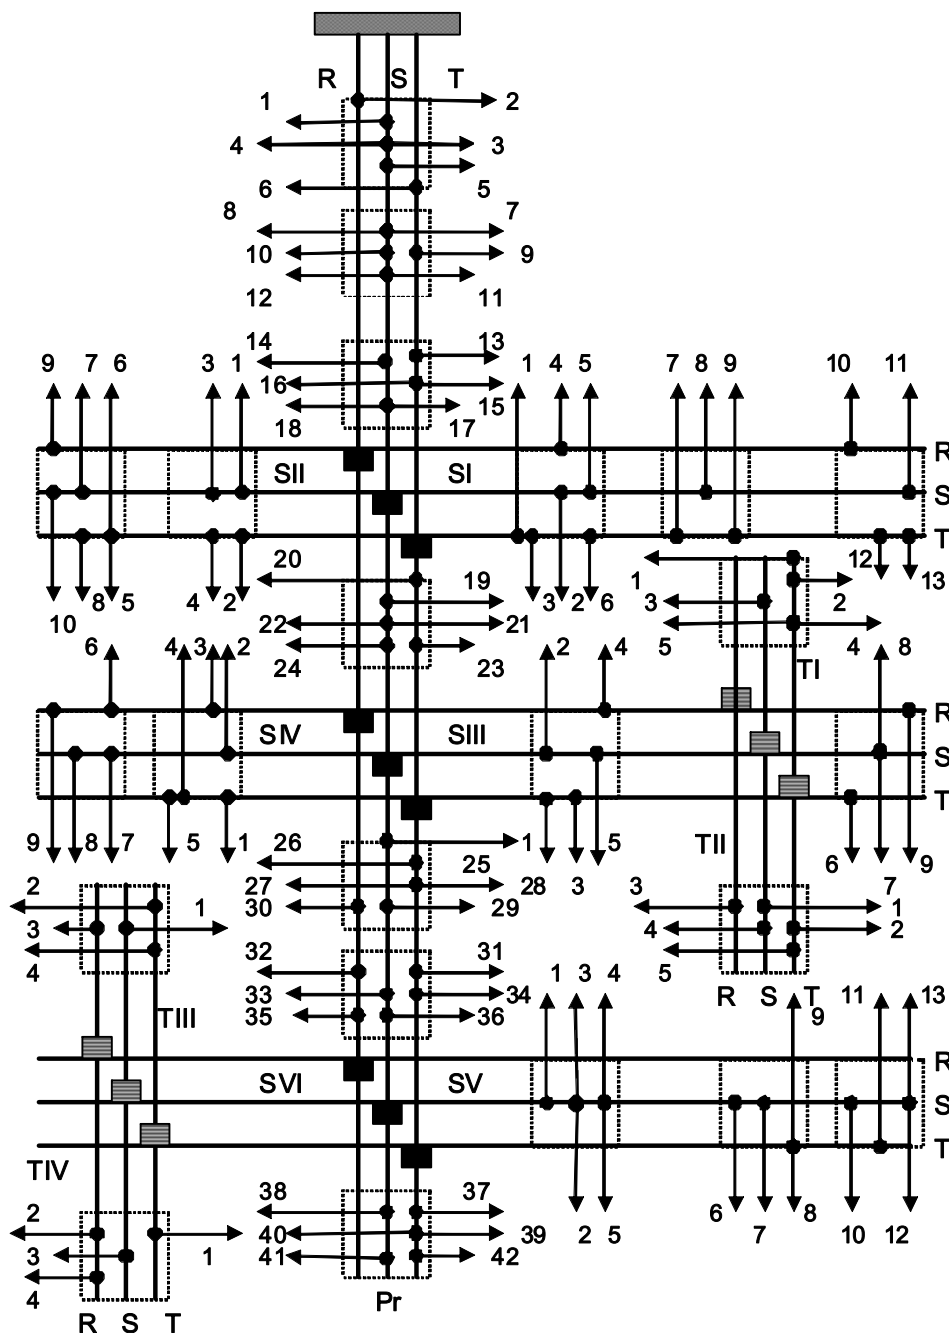 R S T
1 2
4 3
6 5
8 7
10 9
12 11
14 13
9 7 6 3 1 16 1 4 5 7 8 9 10 11
15
18 17
R
SII SI
S
T
20 19 12
10 8 5 4 2 3 2 6 1 3 2 13
22 21 5
6 4 3 2 24 23 2 4 4 8
TI
R
SIV SIII
S
T
9 8 7 5 1 26 25 1 3 5 TII 6 9
2 1 27 28 3 7
3 30 29 4 1
4 32 31 5 2
33 1 3 4 34 R S T 11 13
TIII 35 36 9
R
SVI SV
S
T
TIV
38 37
2 40 39 2 5 6 7 8 10 12
3 1 41 42
4
R S T Pr